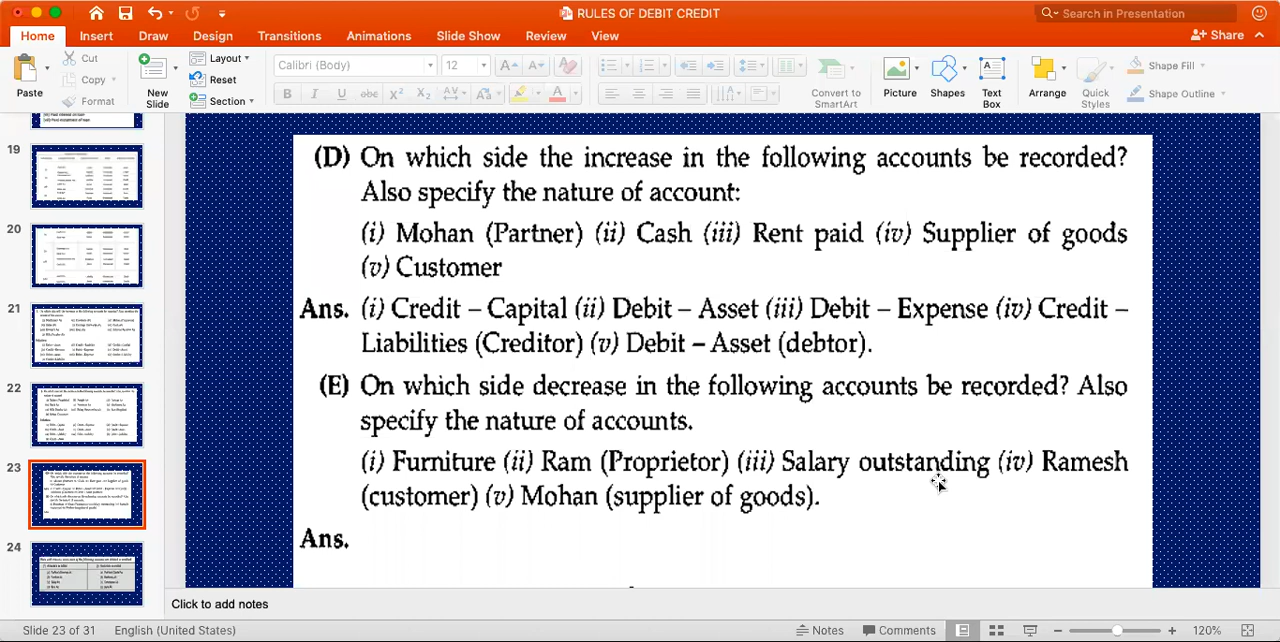 RULES OF DEBIT CREDIT
Search in Presentation
Home Insert Draw Design Transitions Animations Slide Show Review View Share
Cut
Copy
Format
Paste
New
Slide
Layout
Reset
Section
Calibri (Body) 12
Convert to
SmartArt
Picture
Shapes
Text
Box
Arrange
Quick
Styles
Shape Fill
Shape Outline
19
20
21
22
23
24
(D) On which side the increase in the following accounts be recorded?
Also specify the nature of account:
(i) Mohan (Partner) (ii) Cash (iii) Rent paid (iv) Supplier of goods
(v) Customer
Ans. (i) Credit – Capital (ii) Debit – Asset (iii) Debit – Expense (iv) Credit –
Liabilities (Creditor) (v) Debit – Asset (debtor).
(E) On which side decrease in the following accounts be recorded? Also
specify the nature of accounts.
(i) Furniture (ii) Ram (Proprietor) (iii) Salary outstanding (iv) Ramesh
(customer) (v) Mohan (supplier of goods).
Ans.
Click to add notes
Slide 23 of 31 English (United States) Notes Comments 120%